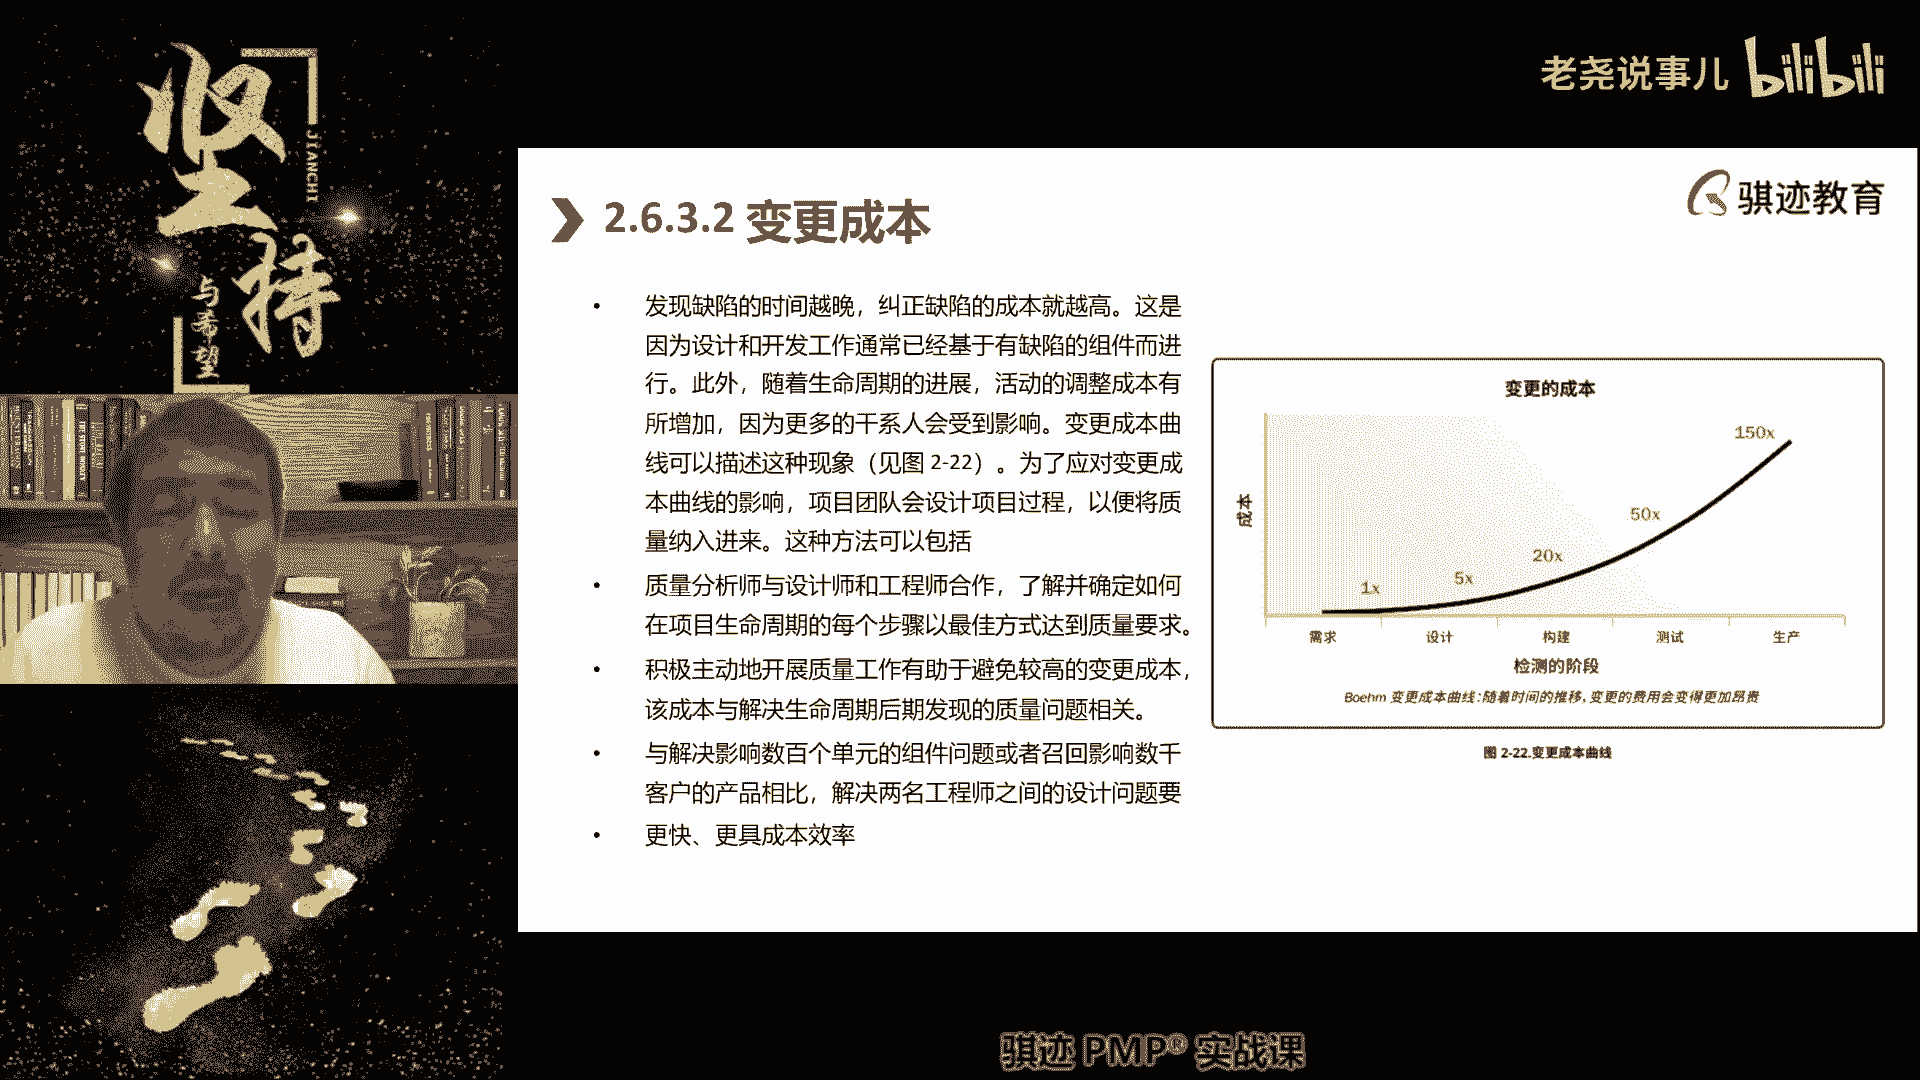 坚持
JIANCHI
与希望
老尧说事儿 bilibili
骐迹教育
2.6.3.2 变更成本
• 发现缺陷的时间越晚，纠正缺陷的成本就越高。这是
因为设计和开发工作通常已经基于有缺陷的组件而进
行。此外，随着生命周期的进展，活动的调整成本有
所增加，因为更多的干系人会受到影响。变更成本曲
线可以描述这种现象（见图 2-22）。为了应对变更成
本曲线的影响，项目团队会设计项目过程，以便将质
量纳入进来。这种方法可以包括
• 质量分析师与设计师和工程师合作，了解并确定如何
在项目生命周期的每个步骤以最佳方式达到质量要求。
• 积极主动地开展质量工作有助于避免较高的变更成本，
该成本与解决生命周期后期发现的质量问题相关。
• 与解决影响数百个单元的组件问题或者召回影响数千
客户的产品相比，解决两名工程师之间的设计问题要
• 更快、更具成本效率
变更的成本
成本
1x
5x
20x
50x
150x
需求 设计 构建 测试 生产
检测的阶段
Boehm 变更成本曲线：随着时间的推移，变更的费用会变得更加昂贵
图 2-22.变更成本曲线
骐迹 PMP® 实战课